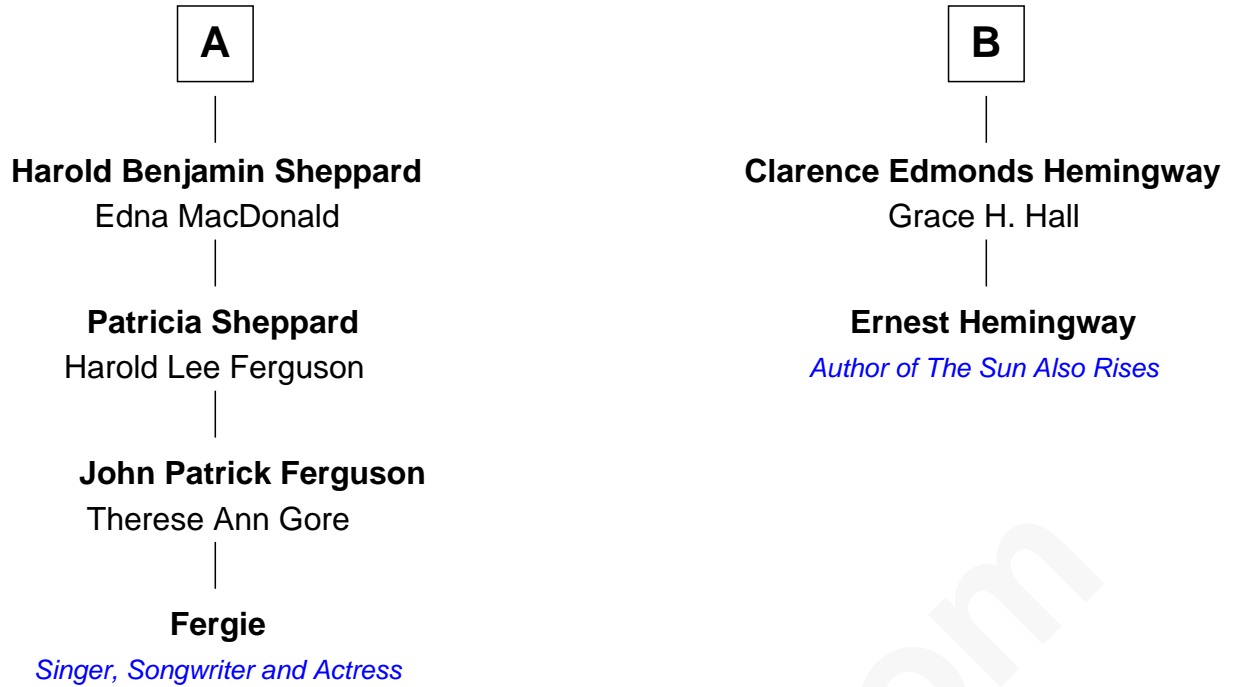 A
Harold Benjamin Sheppard
Edna MacDonald
Patricia Sheppard
Harold Lee Ferguson
John Patrick Ferguson
Therese Ann Gore
Fergie
Singer, Songwriter and Actress
B
Clarence Edmonds Hemingway
Grace H. Hall
Ernest Hemingway
Author of The Sun Also Rises
om